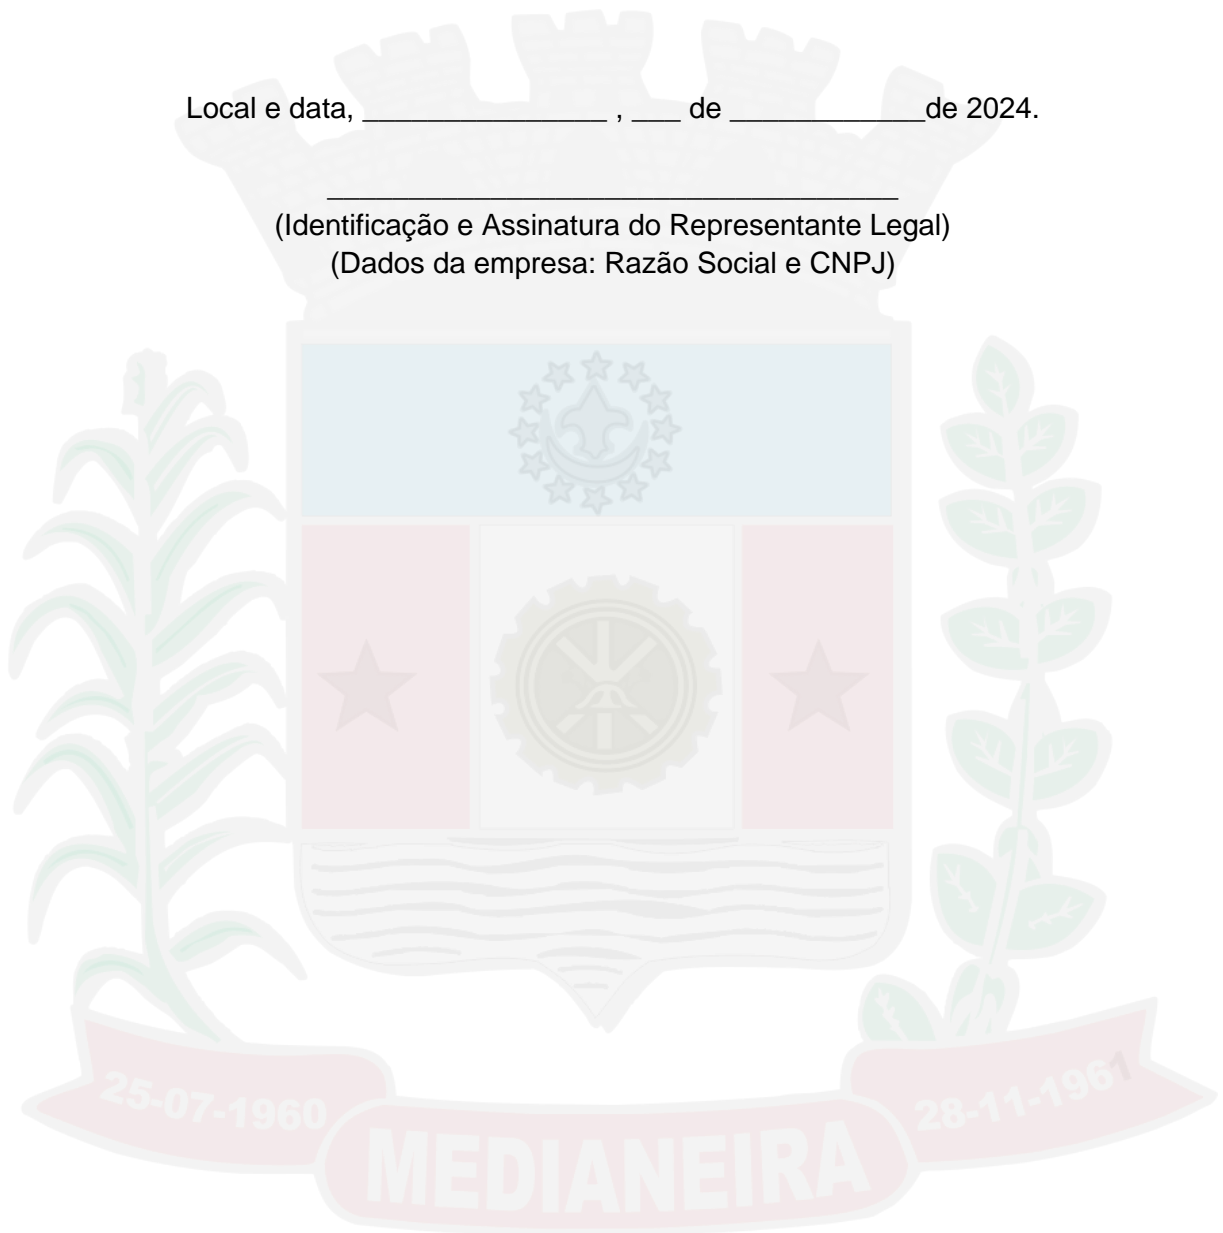 Local e data, _______________ , ___ de ____________de 2024.
___________________________________
(Identificação e Assinatura do Representante Legal)
(Dados da empresa: Razão Social e CNPJ)
25-07-1960
28-11-1961
MEDIANEIRA